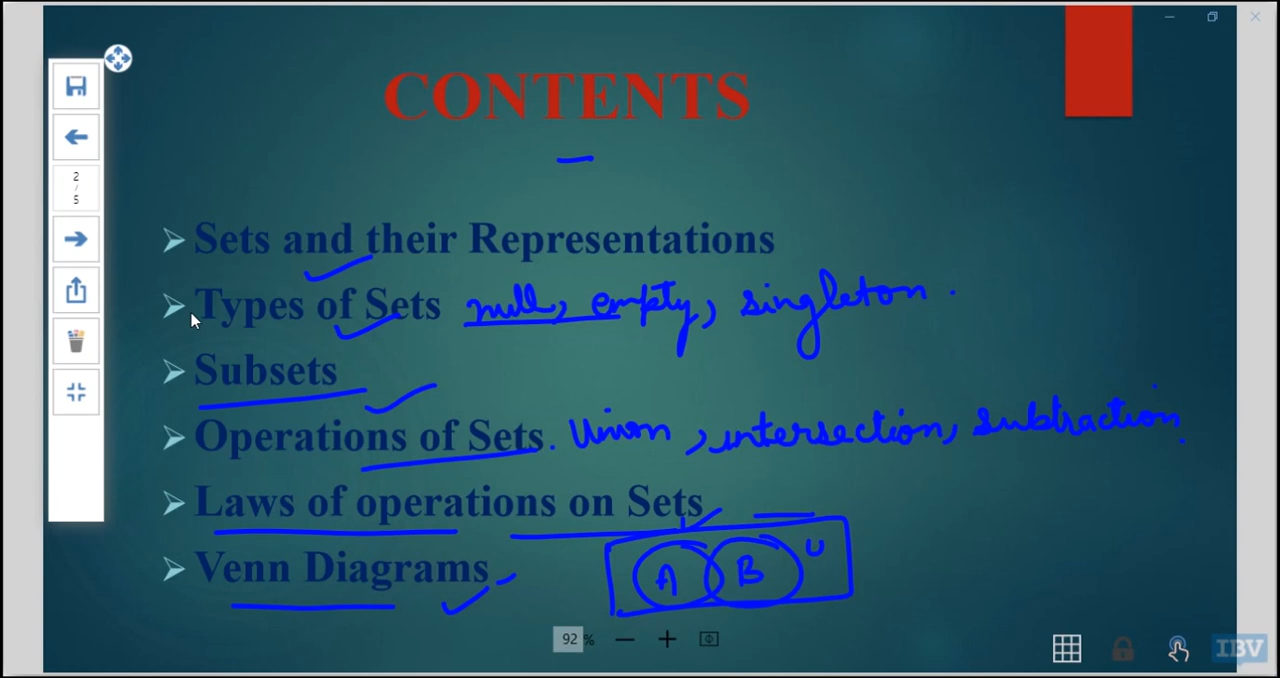 CONTENTS
2
/
5
➢ Sets and their Representations
➢ Types of Sets null, empty, singleton.
➢ Subsets
➢ Operations of Sets. Union, intersection, subtraction.
➢ Laws of operations on Sets
➢ Venn Diagrams
A B U
92 %
IBV